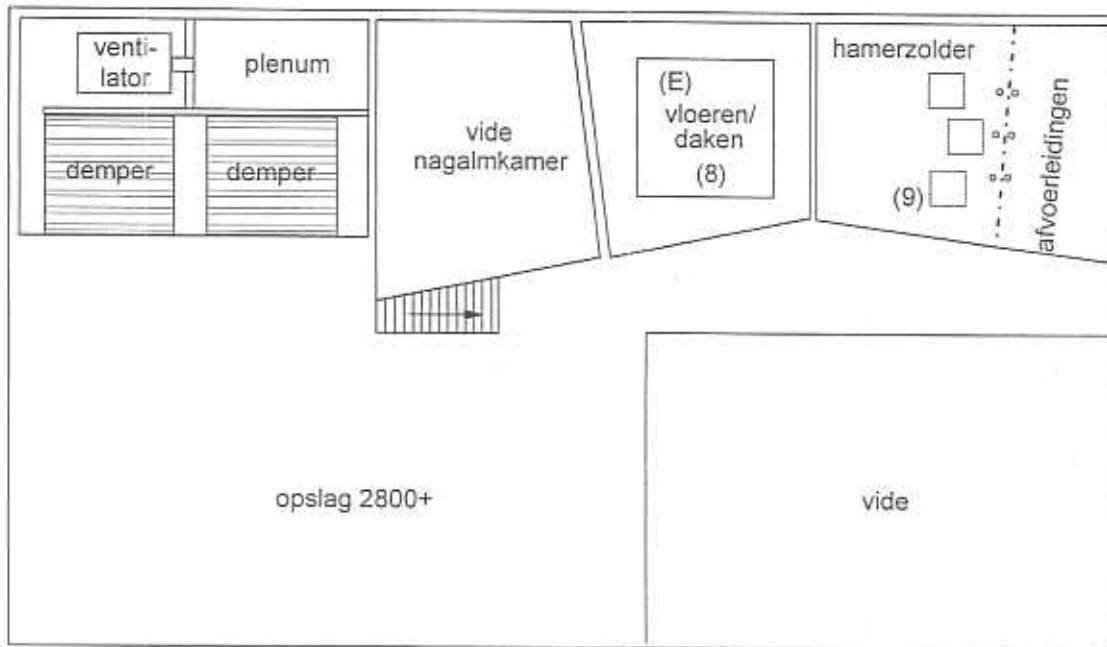 venti-
lator
plenum
demper
demper
vide
nagalmkamer
(E)
vloeren/
daken
(8)
hamerzolder
(9)
afvoerleidingen
opslag 2800+
vide